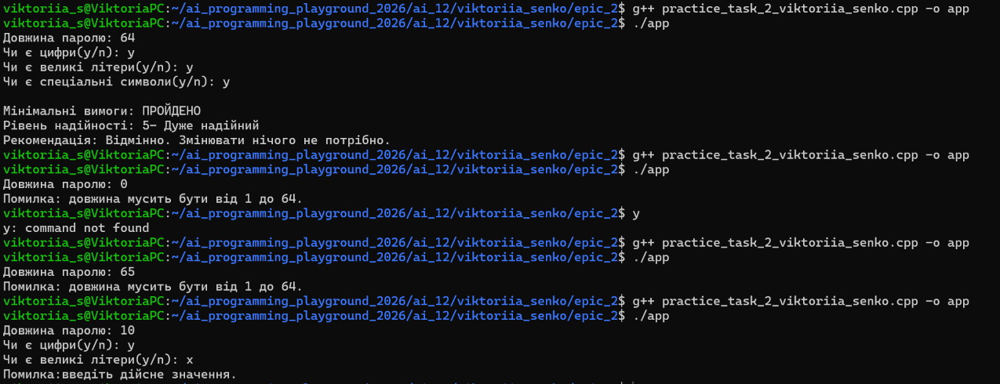 viktoriia_s@ViktoriaPC:~/ai_programming_playground_2026/ai_12/viktoriia_senko/epic_2$ g++ practice_task_2_viktoriia_senko.cpp -o app
viktoriia_s@ViktoriaPC:~/ai_programming_playground_2026/ai_12/viktoriia_senko/epic_2$ ./app
Довжина паролю: 64
Чи є цифри(y/n): y
Чи є великі літери(y/n): y
Чи є спеціальні символи(y/n): y
Мінімальні вимоги: ПРОЙДЕНО
Рівень надійності: 5- Дуже надійний
Рекомендація: Відмінно. Змінювати нічого не потрібно.
viktoriia_s@ViktoriaPC:~/ai_programming_playground_2026/ai_12/viktoriia_senko/epic_2$ g++ practice_task_2_viktoriia_senko.cpp -o app
viktoriia_s@ViktoriaPC:~/ai_programming_playground_2026/ai_12/viktoriia_senko/epic_2$ ./app
Довжина паролю: 0
Помилка: довжина мусить бути від 1 до 64.
viktoriia_s@ViktoriaPC:~/ai_programming_playground_2026/ai_12/viktoriia_senko/epic_2$ y
y: command not found
viktoriia_s@ViktoriaPC:~/ai_programming_playground_2026/ai_12/viktoriia_senko/epic_2$ g++ practice_task_2_viktoriia_senko.cpp -o app
viktoriia_s@ViktoriaPC:~/ai_programming_playground_2026/ai_12/viktoriia_senko/epic_2$ ./app
Довжина паролю: 65
Помилка: довжина мусить бути від 1 до 64.
viktoriia_s@ViktoriaPC:~/ai_programming_playground_2026/ai_12/viktoriia_senko/epic_2$ g++ practice_task_2_viktoriia_senko.cpp -o app
viktoriia_s@ViktoriaPC:~/ai_programming_playground_2026/ai_12/viktoriia_senko/epic_2$ ./app
Довжина паролю: 10
Чи є цифри(y/n): y
Чи є великі літери(y/n): x
Помилка:введіть дійсне значення.